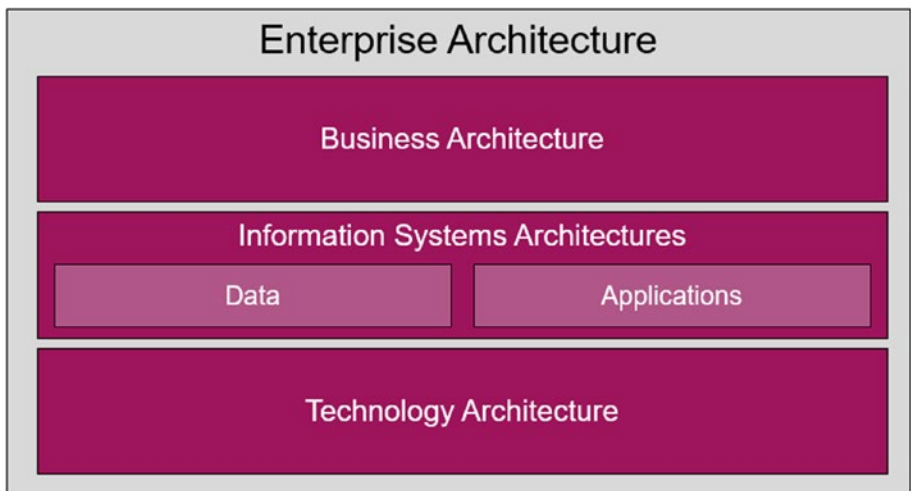 Enterprise Architecture
Business Architecture
Information Systems Architectures
Data
Applications
Technology Architecture